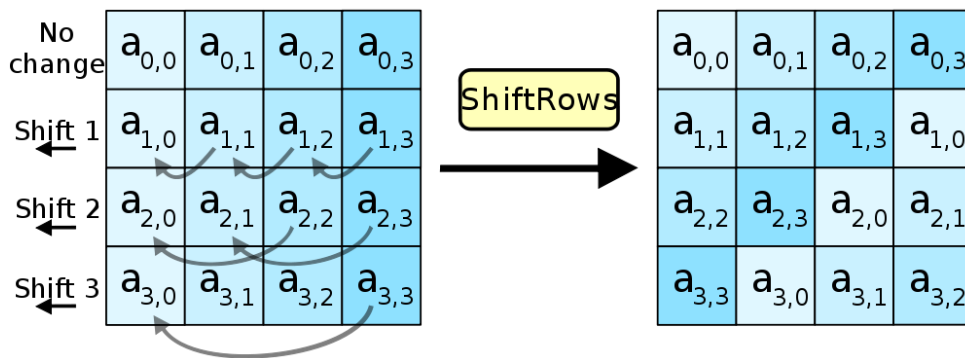 No change a0,0 a0,1 a0,2 a0,3
Shift 1 a1,0 a1,1 a1,2 a1,3
Shift 2 a2,0 a2,1 a2,2 a2,3
Shift 3 a3,0 a3,1 a3,2 a3,3
ShiftRows
a0,0 a0,1 a0,2 a0,3
a1,1 a1,2 a1,3 a1,0
a2,2 a2,3 a2,0 a2,1
a3,3 a3,0 a3,1 a3,2